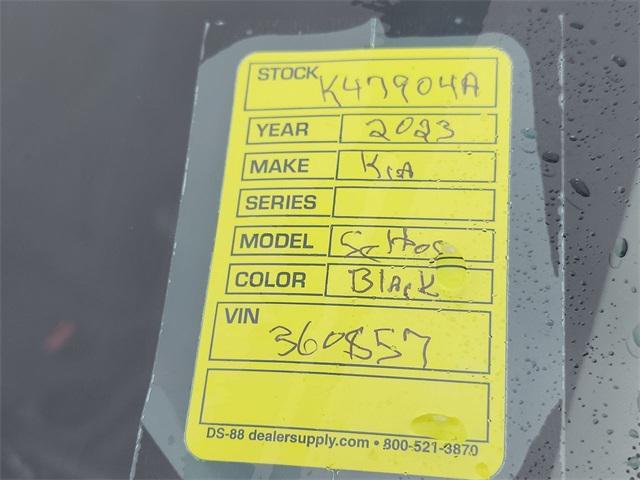 STOCK K47904A
YEAR 2023
MAKE KIA
SERIES
MODEL Seltos
COLOR BlAcK
VIN
360857
DS-88 dealersupply.com • 800-521-3870